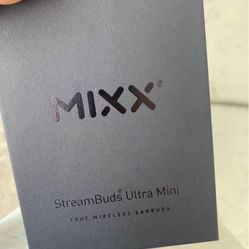 MIXX®
StreamBuds® Ultra Mini
TRUE WIRELESS EARBUDS